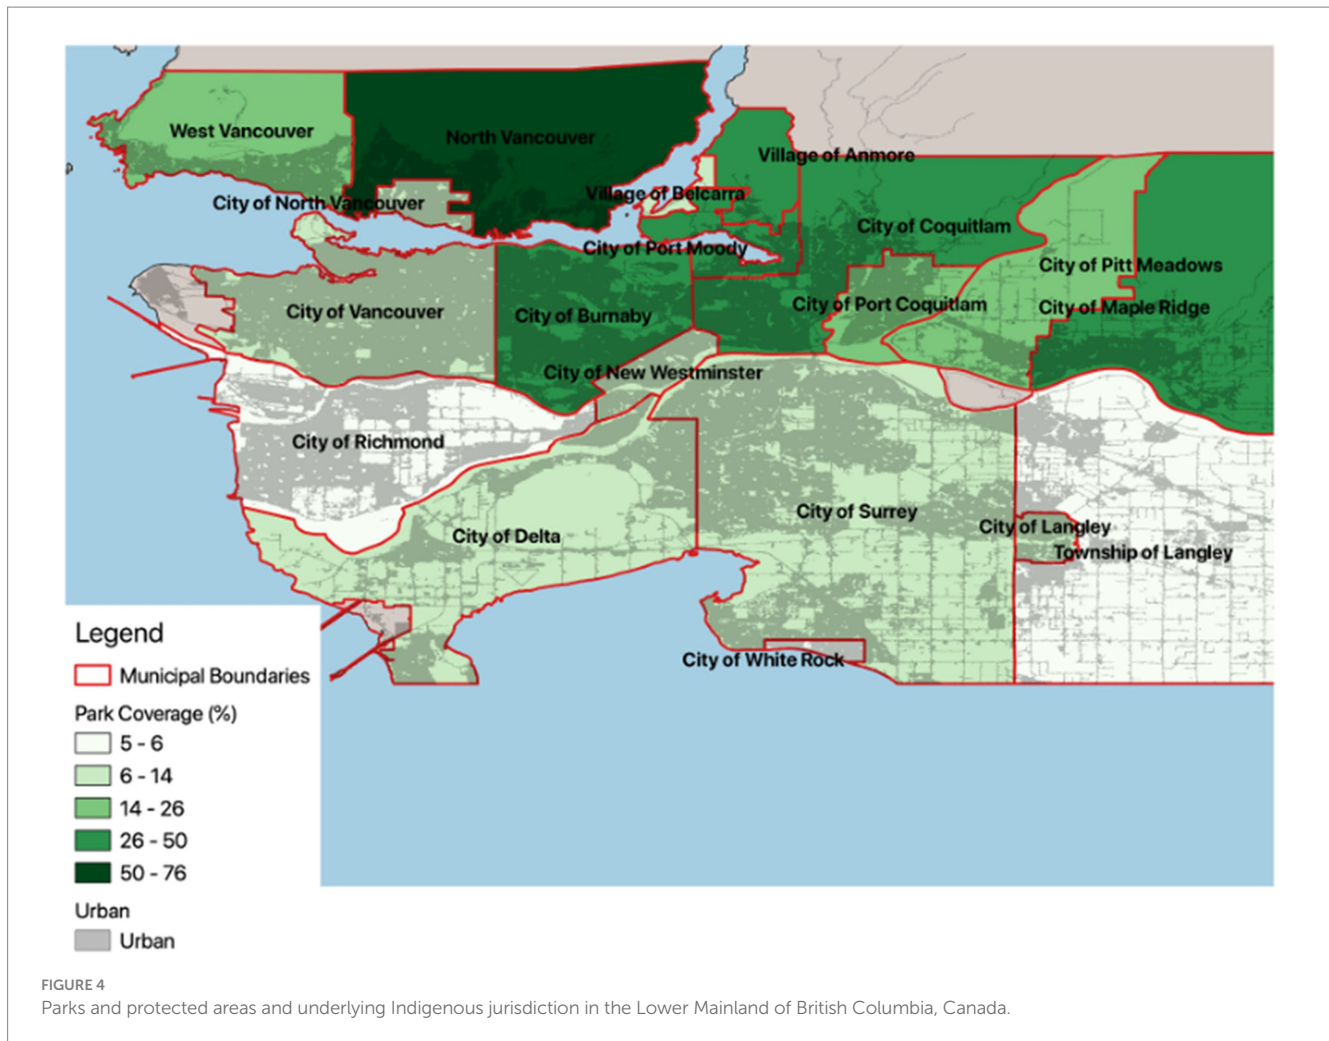 West Vancouver
North Vancouver
Village of Anmore
Village of Belcarra
City of North Vancouver
City of Coquitlam
City of Port Moody
City of Pitt Meadows
City of Vancouver
City of Burnaby
City of Port Coquitlam
City of Maple Ridge
City of New Westminster
City of Richmond
City of Surrey
City of Langley
City of Delta
Township of Langley
City of White Rock
Legend
Municipal Boundaries
Park Coverage (%)
5 - 6
6 - 14
14 - 26
26 - 50
50 - 76
Urban
Urban
FIGURE 4
Parks and protected areas and underlying Indigenous jurisdiction in the Lower Mainland of British Columbia, Canada.